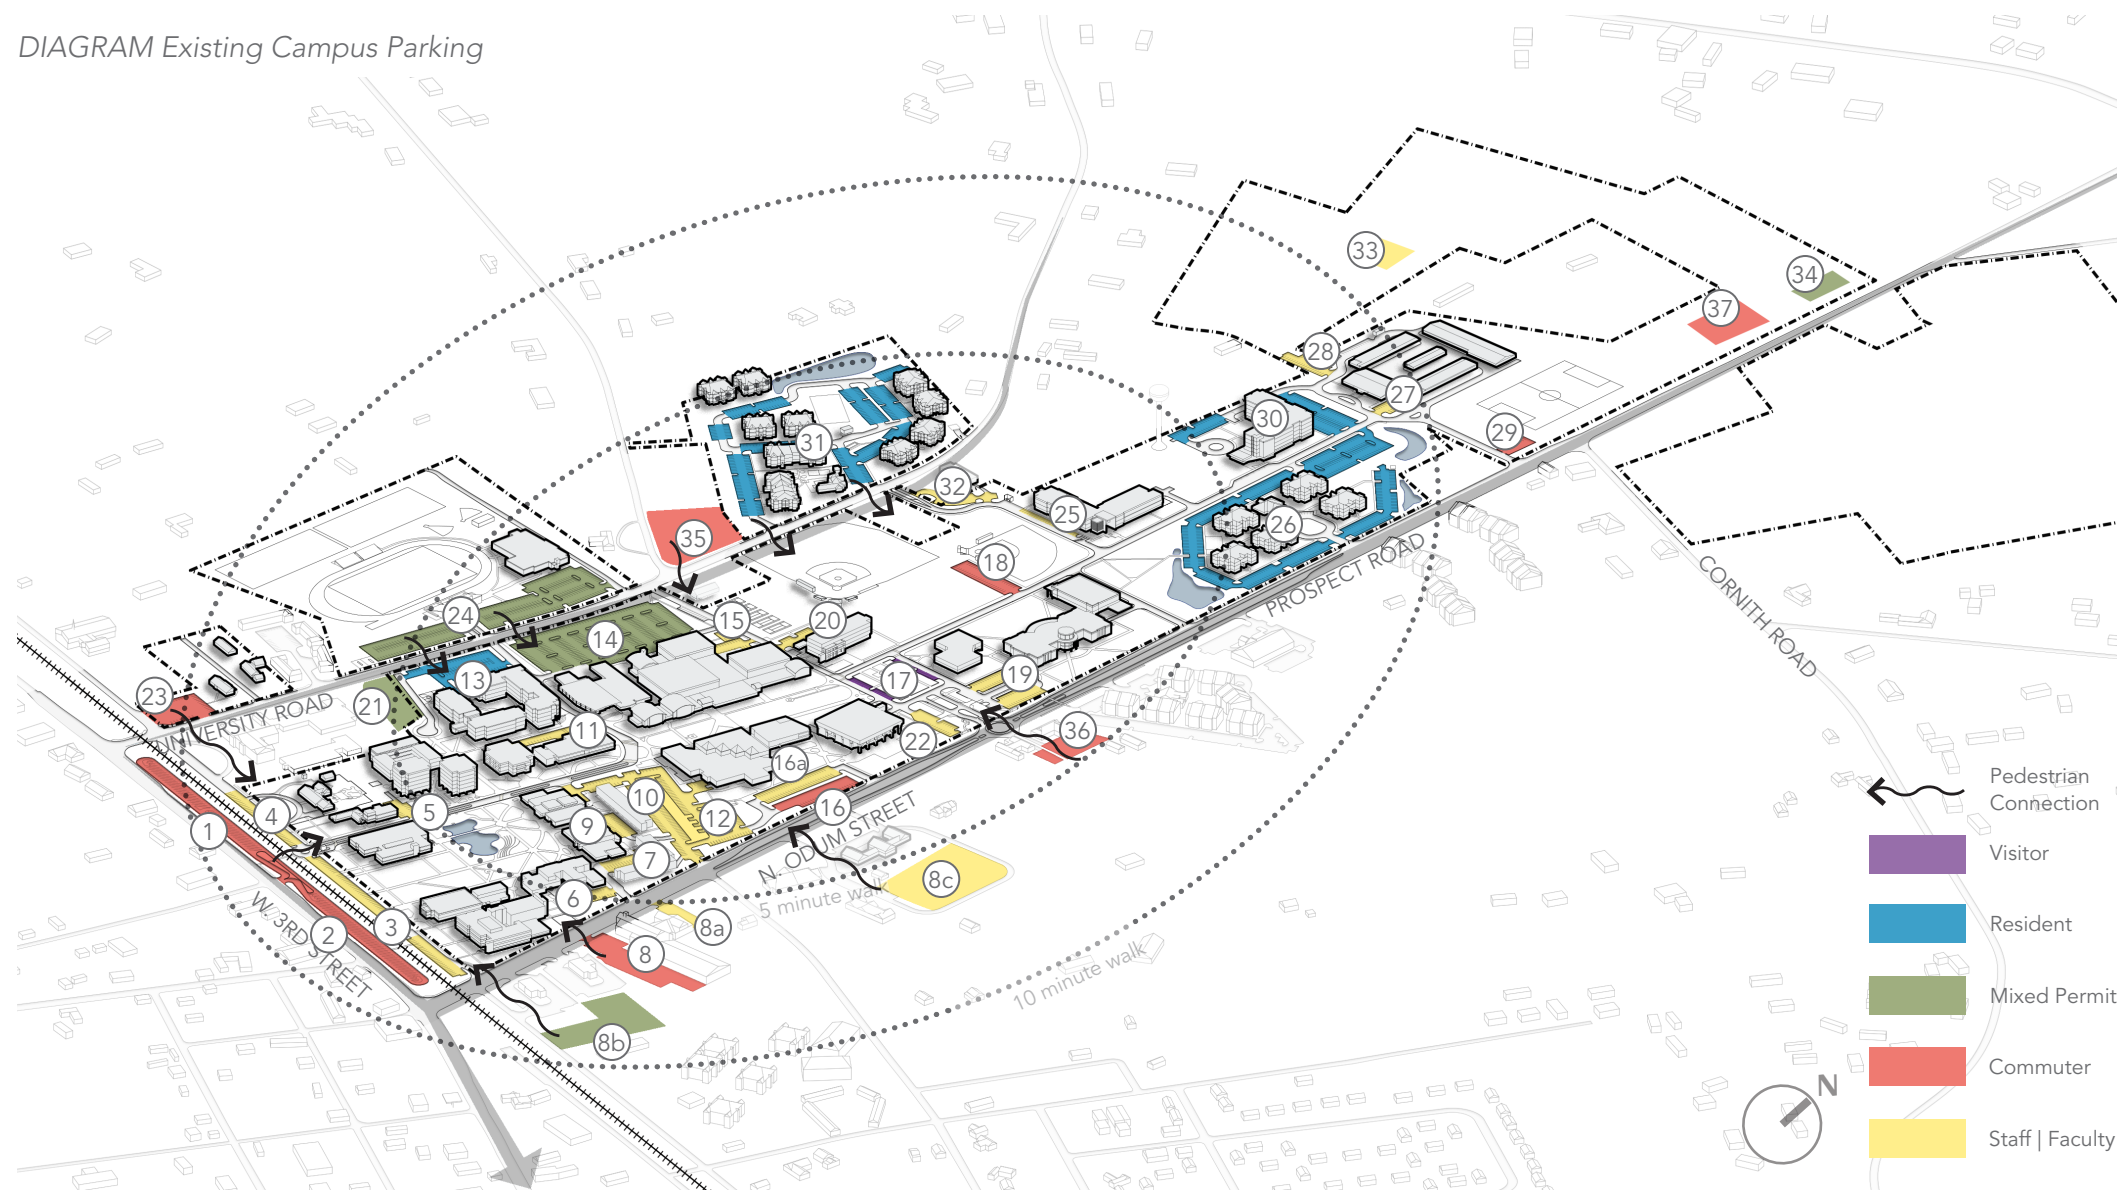 DIAGRAM Existing Campus Parking
33
34
37
28
27
30
29
31
32
25
26
35
18
CORNITH ROAD
PROSPECT ROAD
24
14
15
20
13
17
19
23
21
UNIVERSITY ROAD
11
22
36
16a
16
10
12
N. ODUM STREET
4
5
1
9
7
8c
5 minute walk
6
3
2
W. 3RD STREET
8a
8
10 minute walk
8b
Pedestrian
Connection
Visitor
Resident
Mixed Permit
Commuter
Staff | Faculty
N